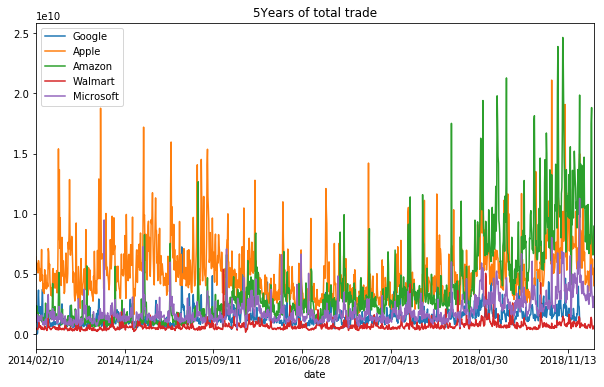 5Years of total trade
1e10
Google
Apple
Amazon
Walmart
Microsoft
2.5
2.0
1.5
1.0
0.5
0.0
2014/02/10 2014/11/24 2015/09/11 2016/06/28 2017/04/13 2018/01/30 2018/11/13
date